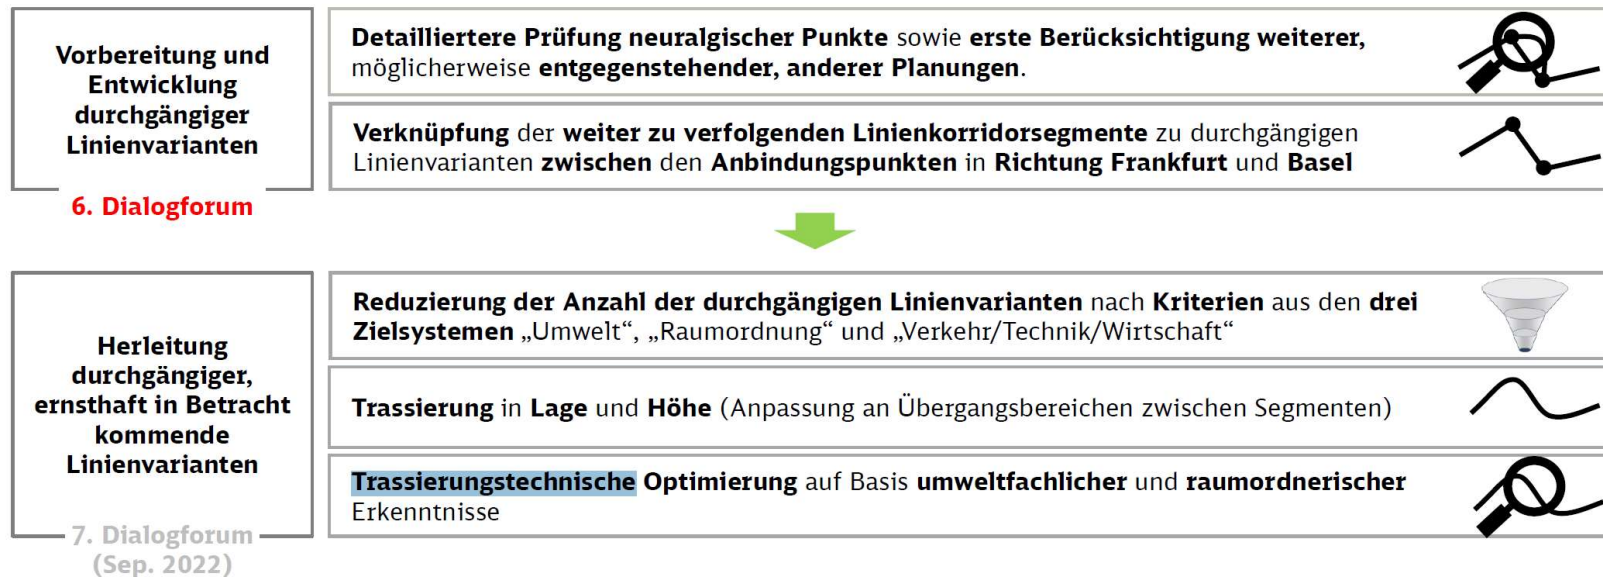 Vorbereitung und
Entwicklung
durchgängiger
Linienvarianten
6. Dialogforum
Detailliertere Prüfung neuralgischer Punkte sowie erste Berücksichtigung weiterer,
möglicherweise entgegenstehender, anderer Planungen.
Verknüpfung der weiter zu verfolgenden Linienkorridorsegmente zu durchgängigen
Linienvarianten zwischen den Anbindungspunkten in Richtung Frankfurt und Basel
Herleitung
durchgängiger,
ernsthaft in Betracht
kommende
Linienvarianten
7. Dialogforum
(Sep. 2022)
Reduzierung der Anzahl der durchgängigen Linienvarianten nach Kriterien aus den drei
Zielsystemen „Umwelt“, „Raumordnung“ und „Verkehr/Technik/Wirtschaft“
Trassierung in Lage und Höhe (Anpassung an Übergangsbereichen zwischen Segmenten)
Trassierungstechnische Optimierung auf Basis umweltfachlicher und raumordnerischer
Erkenntnisse